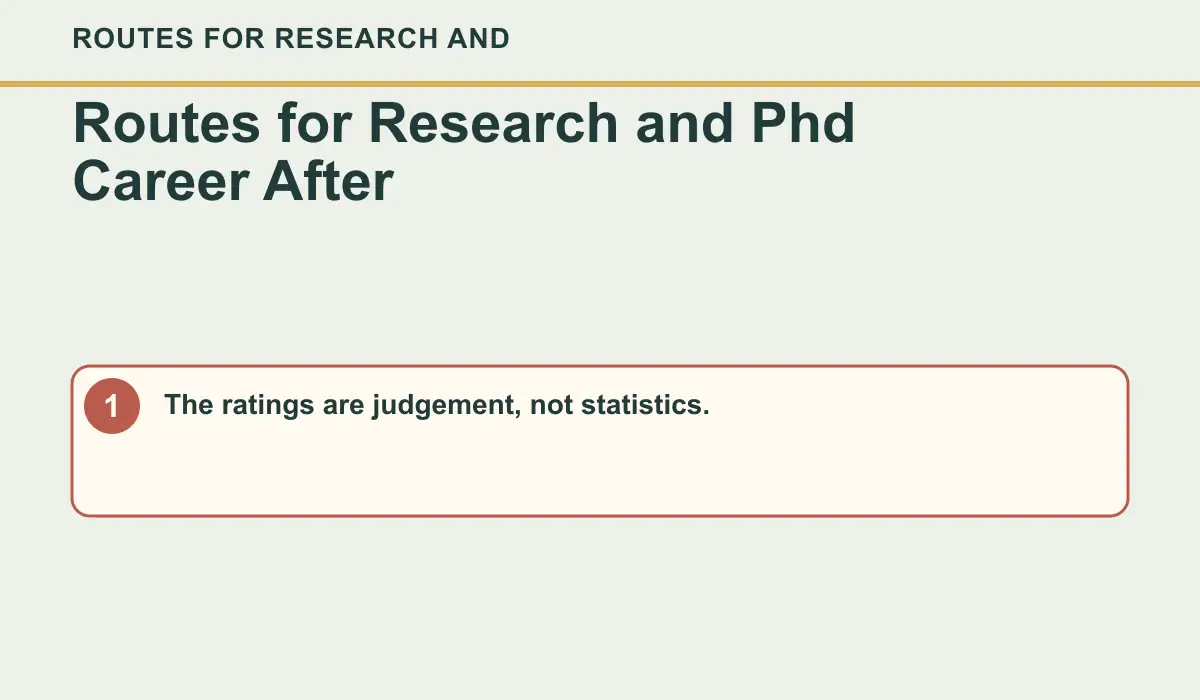 ROUTES FOR RESEARCH AND
Routes for Research and Phd
Career After
1 The ratings are judgement, not statistics.